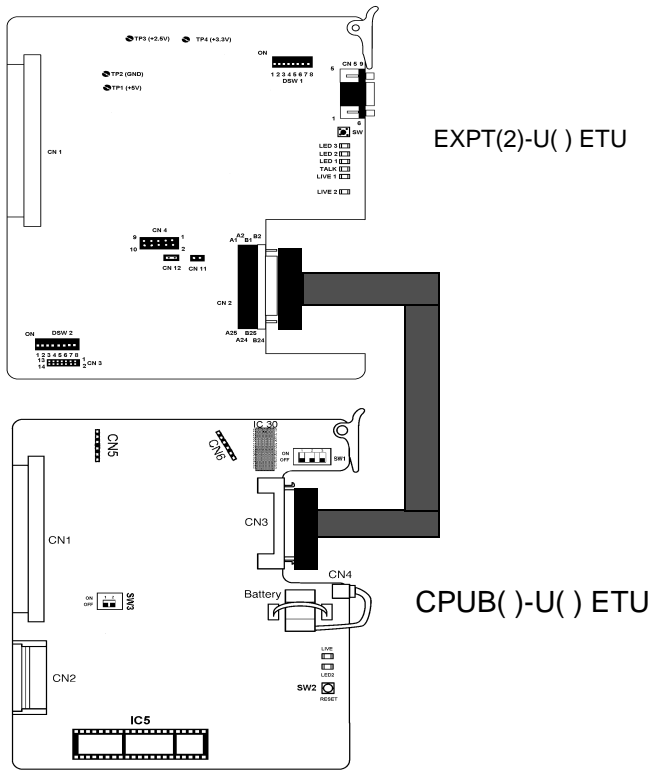 TP3 (+2.5V) TP4 (+3.3V)
ON
CN 5 9
5
TP2 (GND)
1 2 3 4 5 6 7 8
DSW 1
TP1 (+5V)
1 6
SW
EXPT(2)-U( ) ETU
LED 3
CN 1
LED 2
LED 1
TALK
LIVE 1
LIVE 2
CN 4
9 1
10 2
A2 B2
A1 B1
CN 12 CN 11
CN 2
ON DSW 2
A25 B25
A24 B24
1 2 3 4 5 6 7 8
13 1
14 2
CN 3
IC 30
CN5
CN6
ON
OFF
SW1
CN3
CN1
CN4
Battery
ON
OFF
1 2
SW3
CPUB( )-U( ) ETU
LIVE
CN2
LED2
SW2
RESET
IC5